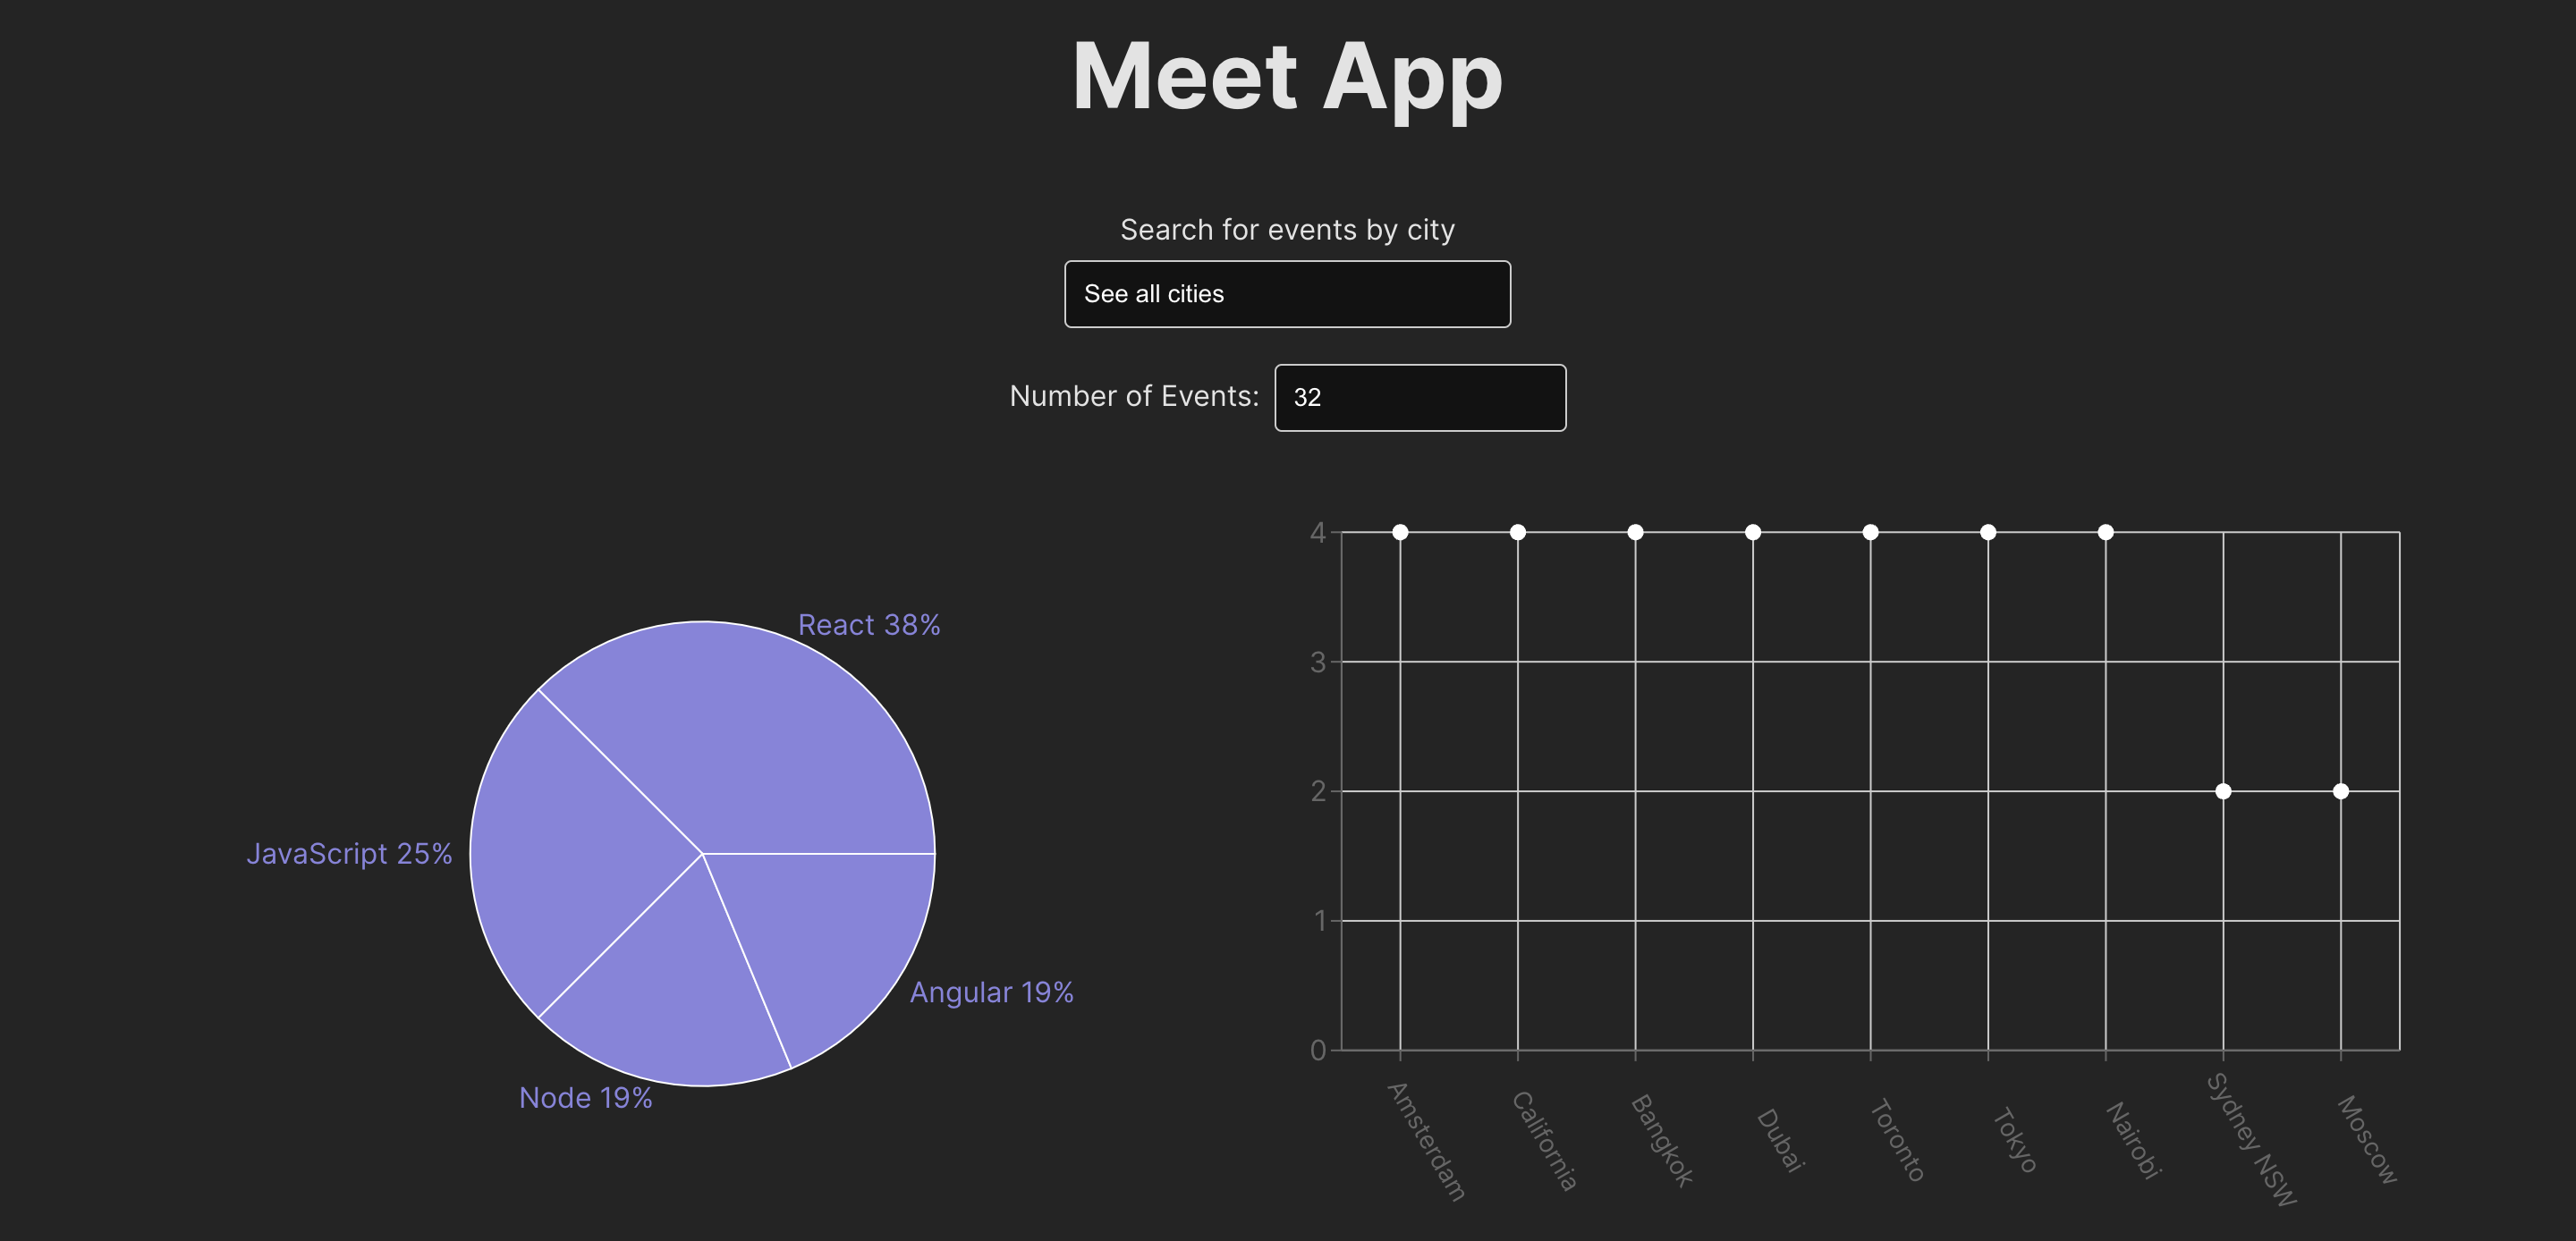 Meet App
Search for events by city
See all cities
Number of Events: 32
React 38%
JavaScript 25%
Angular 19%
Node 19%
4
3
2
1
0
Amsterdam
California
Bangkok
Dubai
Toronto
Tokyo
Nairobi
Sydney NSW
Moscow